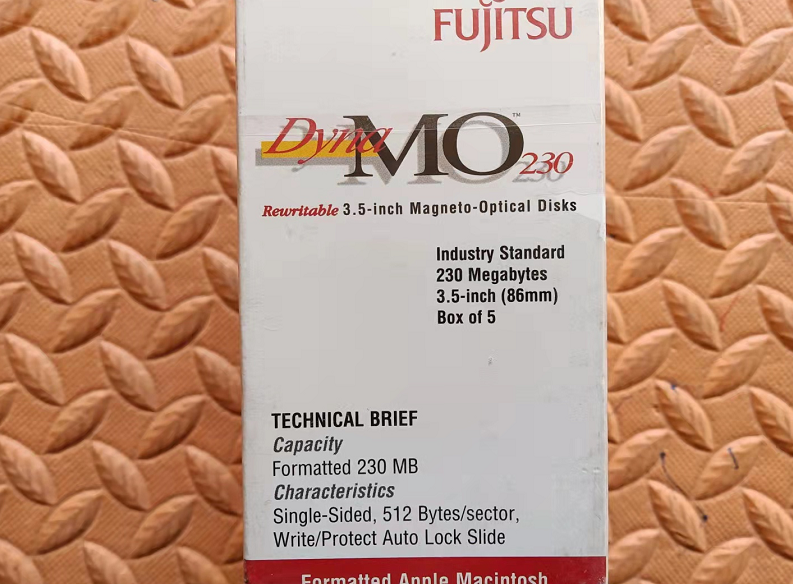 FUJITSU
DynaMO™ 230
Rewritable 3.5-inch Magneto-Optical Disks
Industry Standard
230 Megabytes
3.5-inch (86mm)
Box of 5
TECHNICAL BRIEF
Capacity
Formatted 230 MB
Characteristics
Single-Sided, 512 Bytes/sector,
Write/Protect Auto Lock Slide
Formatted Apple Macintosh